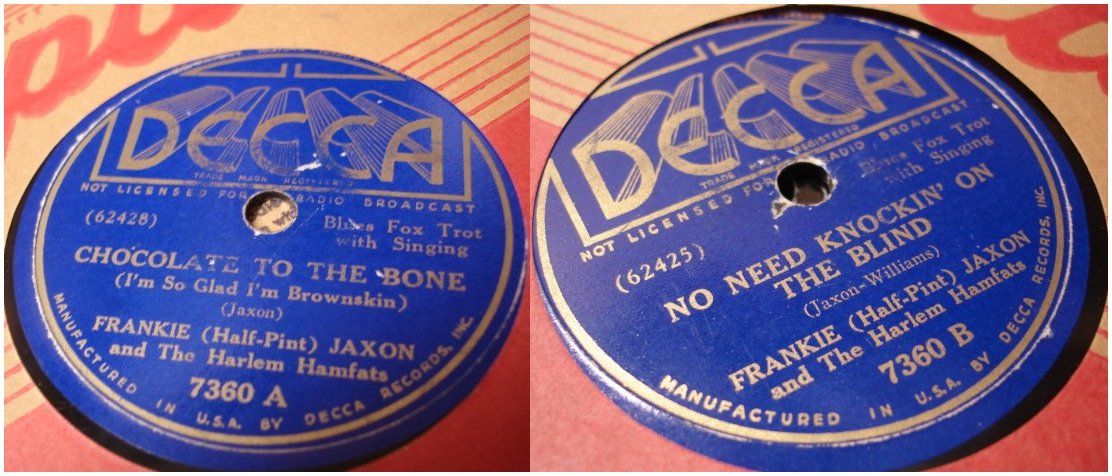 DECCA
TRADE MARK REGISTERED
NOT LICENSED FOR RADIO BROADCAST
(62428)
Blues Fox Trot
with Singing
CHOCOLATE TO THE BONE
(I'm So Glad I'm Brownskin)
(Jaxon)
FRANKIE (Half-Pint) JAXON
and The Harlem Hamfats
7360 A
MANUFACTURED IN U.S.A. BY DECCA RECORDS, INC.
DECCA
TRADE MARK REGISTERED
NOT LICENSED FOR RADIO BROADCAST
Blues Fox Trot
with Singing
(62425)
NO NEED KNOCKIN' ON
THE BLIND
(Jaxon-Williams)
FRANKIE (Half-Pint) JAXON
and The Harlem Hamfats
7360 B
MANUFACTURED IN U.S.A. BY DECCA RECORDS, INC.